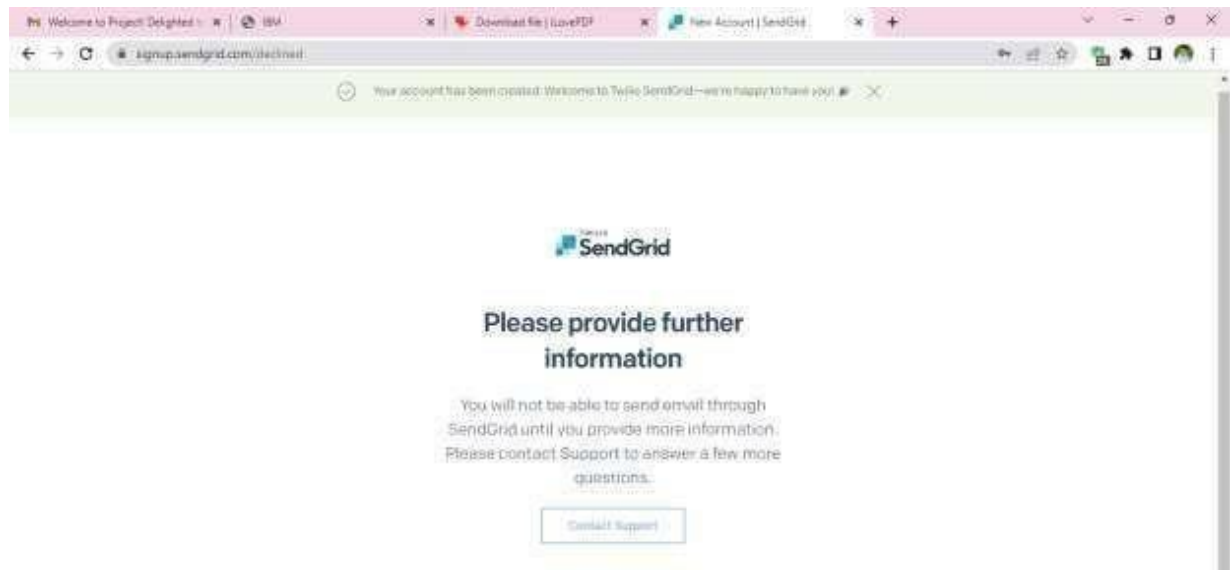 Welcome to Project Delighted
IBM
Download file | iLovePDF
New Account | SendGrid
signup.sendgrid.com/declined
Your account has been created. Welcome to Twilio SendGrid—we're happy to have you!
SendGrid
Please provide further
information
You will not be able to send email through
SendGrid until you provide more information.
Please contact Support to answer a few more
questions.
Contact Support